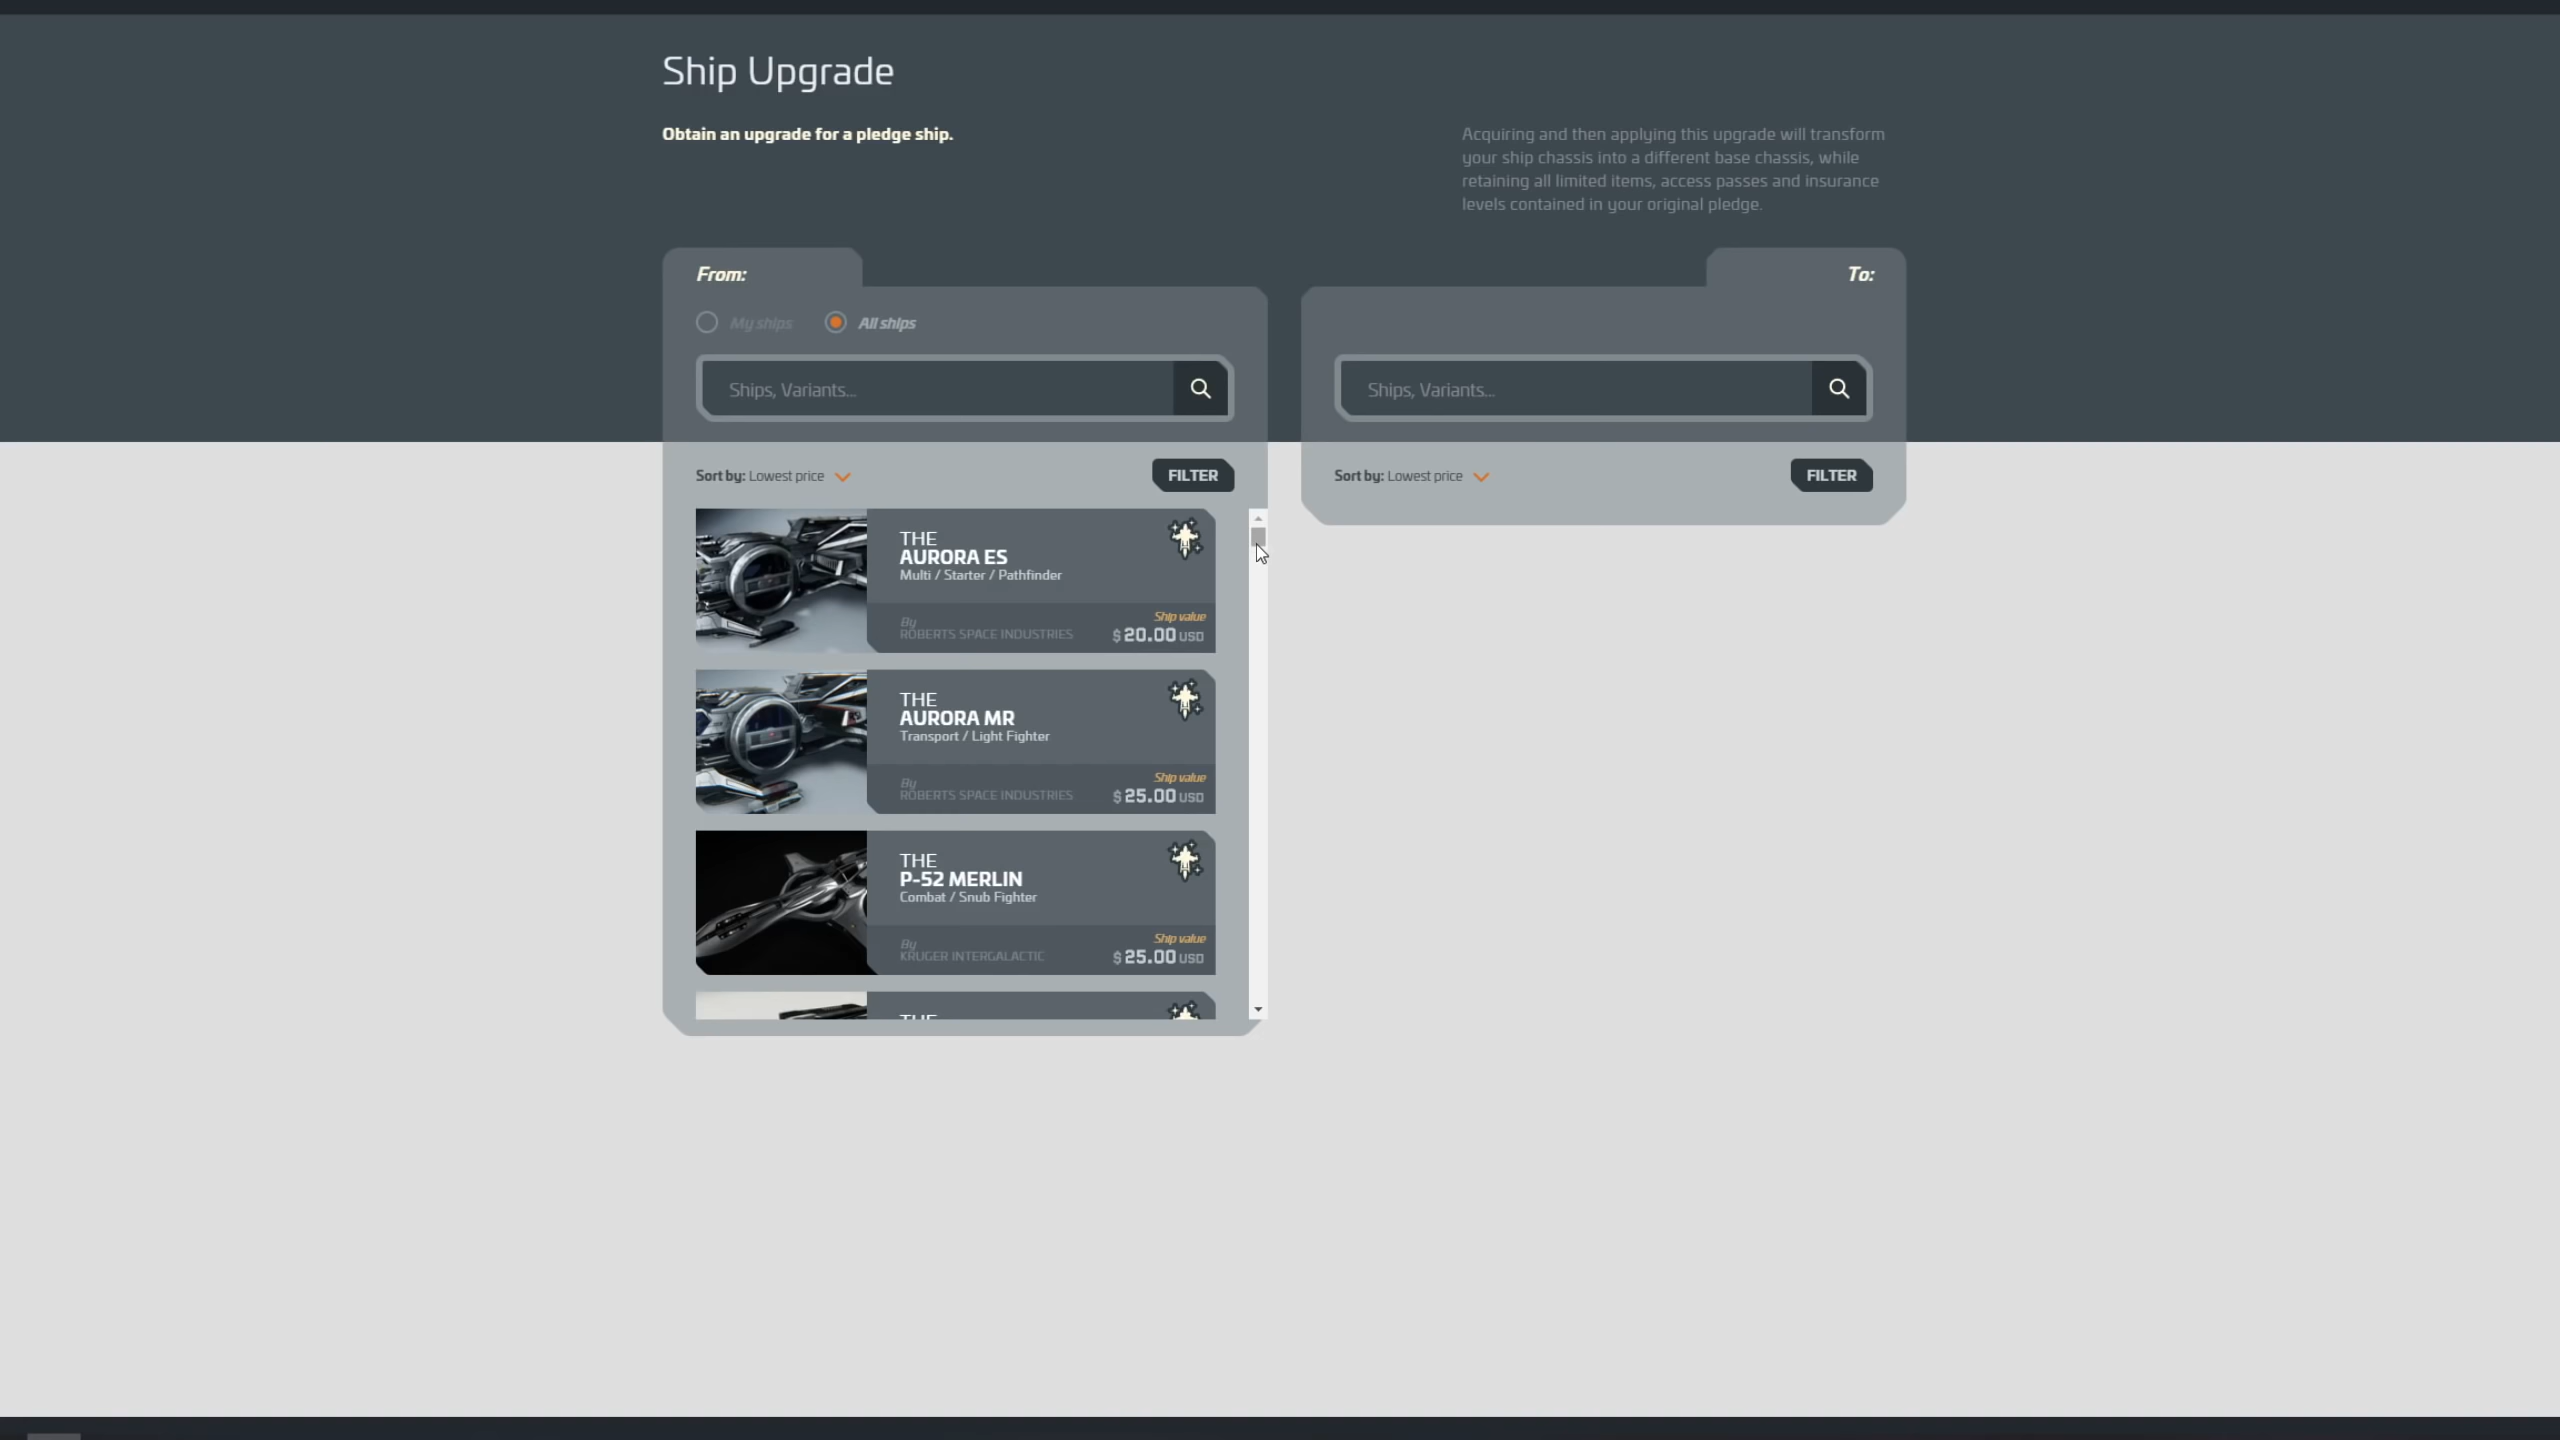 Ship Upgrade
Obtain an upgrade for a pledge ship.
Acquiring and then applying this upgrade will transform
your ship chassis into a different base chassis, while
retaining all limited items, access passes and insurance
levels contained in your original pledge.
From:
My ships
All ships
Ships, Variants...
Sort by: Lowest price
FILTER
THE
AURORA ES
Multi / Starter / Pathfinder
By
ROBERTS SPACE INDUSTRIES
Ship value
$ 20.00 USD
THE
AURORA MR
Transport / Light Fighter
By
ROBERTS SPACE INDUSTRIES
Ship value
$ 25.00 USD
THE
P-52 MERLIN
Combat / Snub Fighter
By
KRUGER INTERGALACTIC
Ship value
$ 25.00 USD
THE
To:
Ships, Variants...
Sort by: Lowest price
FILTER